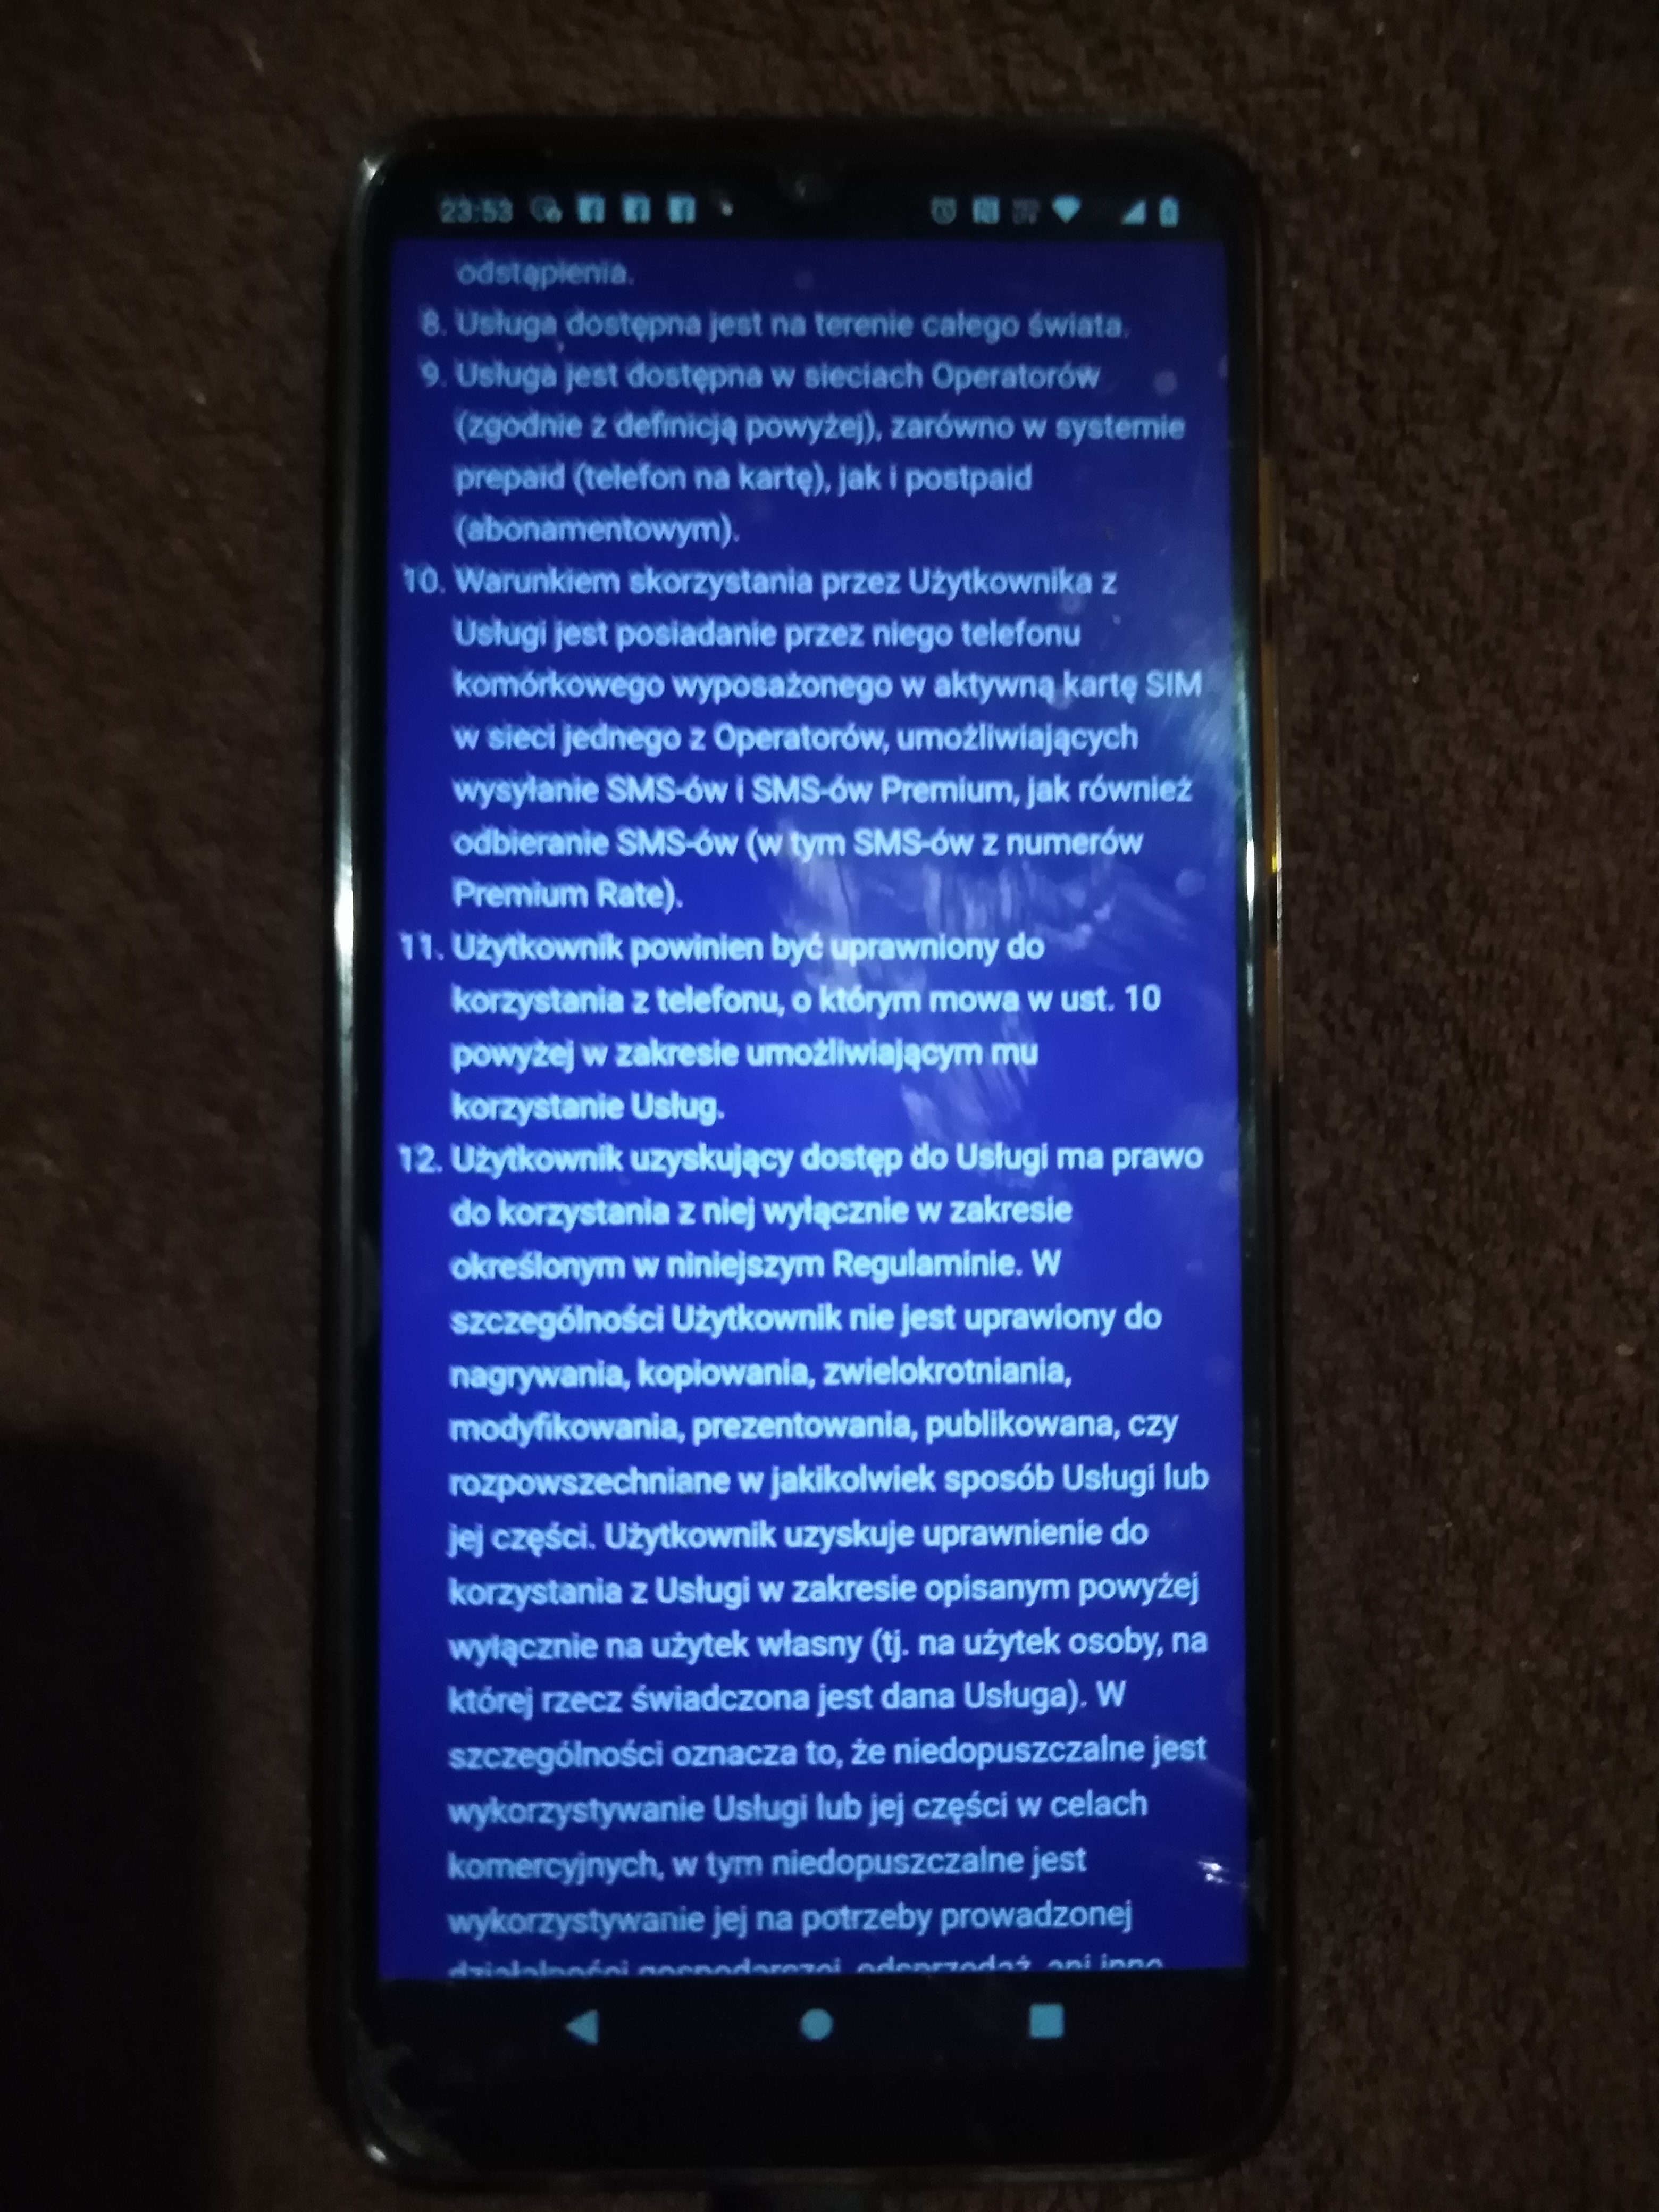 23:53
odstąpienia.
8. Usługa dostępna jest na terenie całego świata.
9. Usługa jest dostępna w sieciach Operatorów
(zgodnie z definicją powyżej), zarówno w systemie
prepaid (telefon na kartę), jak i postpaid
(abonamentowym).
10. Warunkiem skorzystania przez Użytkownika z
Usługi jest posiadanie przez niego telefonu
komórkowego wyposażonego w aktywną kartę SIM
w sieci jednego z Operatorów, umożliwiających
wysyłanie SMS-ów i SMS-ów Premium, jak również
odbieranie SMS-ów (w tym SMS-ów z numerów
Premium Rate).
11. Użytkownik powinien być uprawniony do
korzystania z telefonu, o którym mowa w ust. 10
powyżej w zakresie umożliwiającym mu
korzystanie Usług.
12. Użytkownik uzyskujący dostęp do Usługi ma prawo
do korzystania z niej wyłącznie w zakresie
określonym w niniejszym Regulaminie. W
szczególności Użytkownik nie jest uprawiony do
nagrywania, kopiowania, zwielokrotniania,
modyfikowania, prezentowania, publikowana, czy
rozpowszechniane w jakikolwiek sposób Usługi lub
jej części. Użytkownik uzyskuje uprawnienie do
korzystania z Usługi w zakresie opisanym powyżej
wyłącznie na użytek własny (tj. na użytek osoby, na
której rzecz świadczona jest dana Usługa). W
szczególności oznacza to, że niedopuszczalne jest
wykorzystywanie Usługi lub jej części w celach
komercyjnych, w tym niedopuszczalne jest
wykorzystywanie jej na potrzeby prowadzonej
działalności gospodarczej, odsprzedaż, ani inne